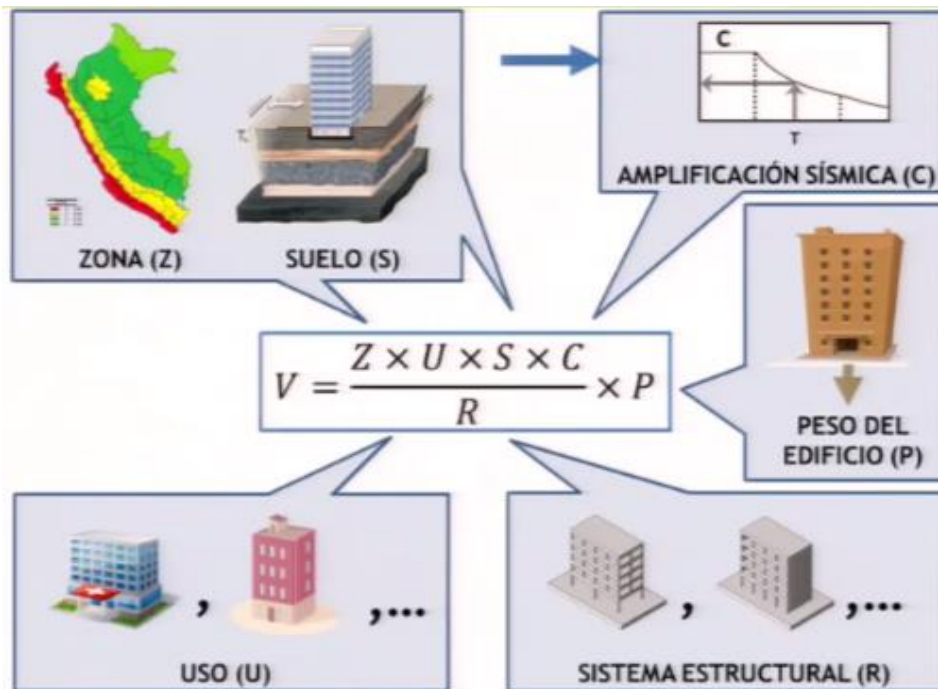 C
T
AMPLIFICACIÓN SÍSMICA (C)
ZONA (Z)
SUELO (S)
V = Z × U × S × C / R × P
PESO DEL
EDIFICIO (P)
, ,...
USO (U)
, ,...
SISTEMA ESTRUCTURAL (R)